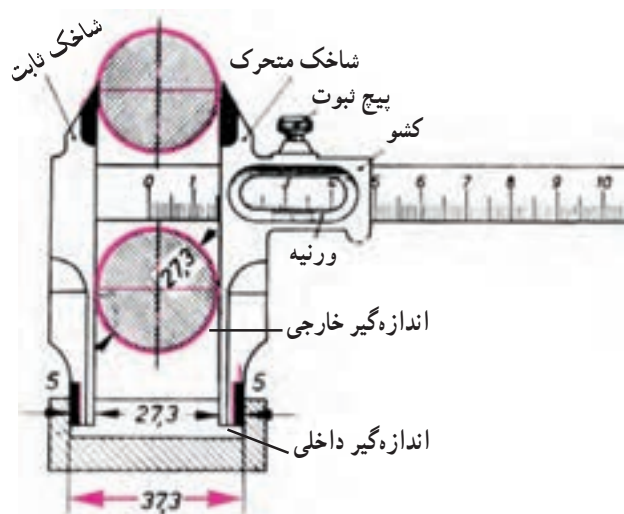 شاخک ثابت
شاخک متحرک
پیچ ثبوت
کشو
0 1 3 4 5 6 7 8 9 10
ورنیه
27,3
اندازه‌گیر خارجی
5 5
27,3
اندازه‌گیر داخلی
37,3